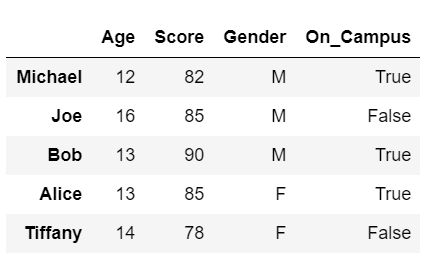 Age Score Gender On_Campus
Michael 12 82 M True
Joe 16 85 M False
Bob 13 90 M True
Alice 13 85 F True
Tiffany 14 78 F False